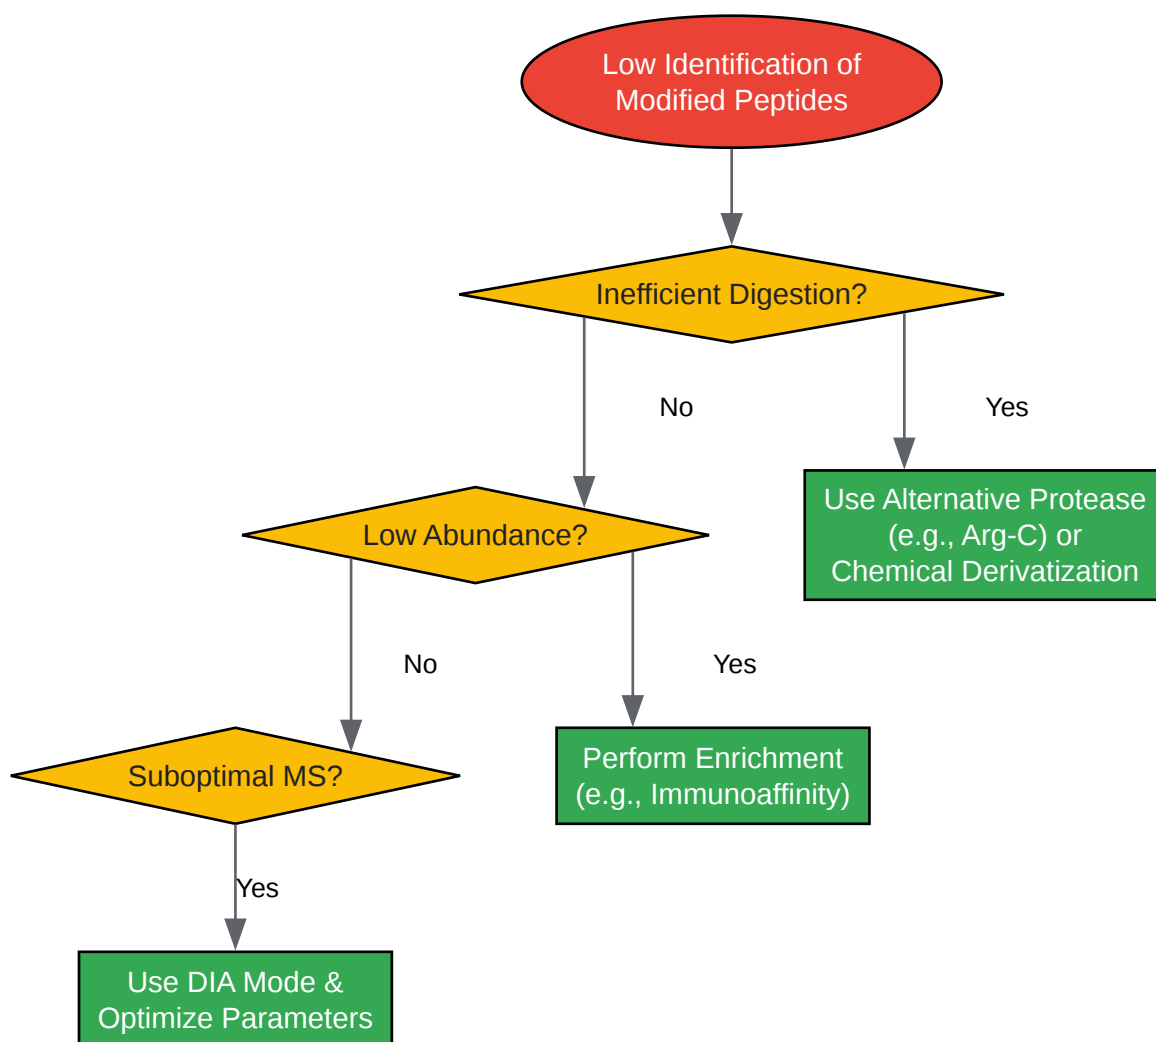 Low Identification of
Modified Peptides
Inefficient Digestion?
No
Yes
Use Alternative Protease
(e.g., Arg-C) or
Chemical Derivatization
Low Abundance?
No
Yes
Perform Enrichment
(e.g., Immunoaffinity)
Suboptimal MS?
Yes
Use DIA Mode &
Optimize Parameters